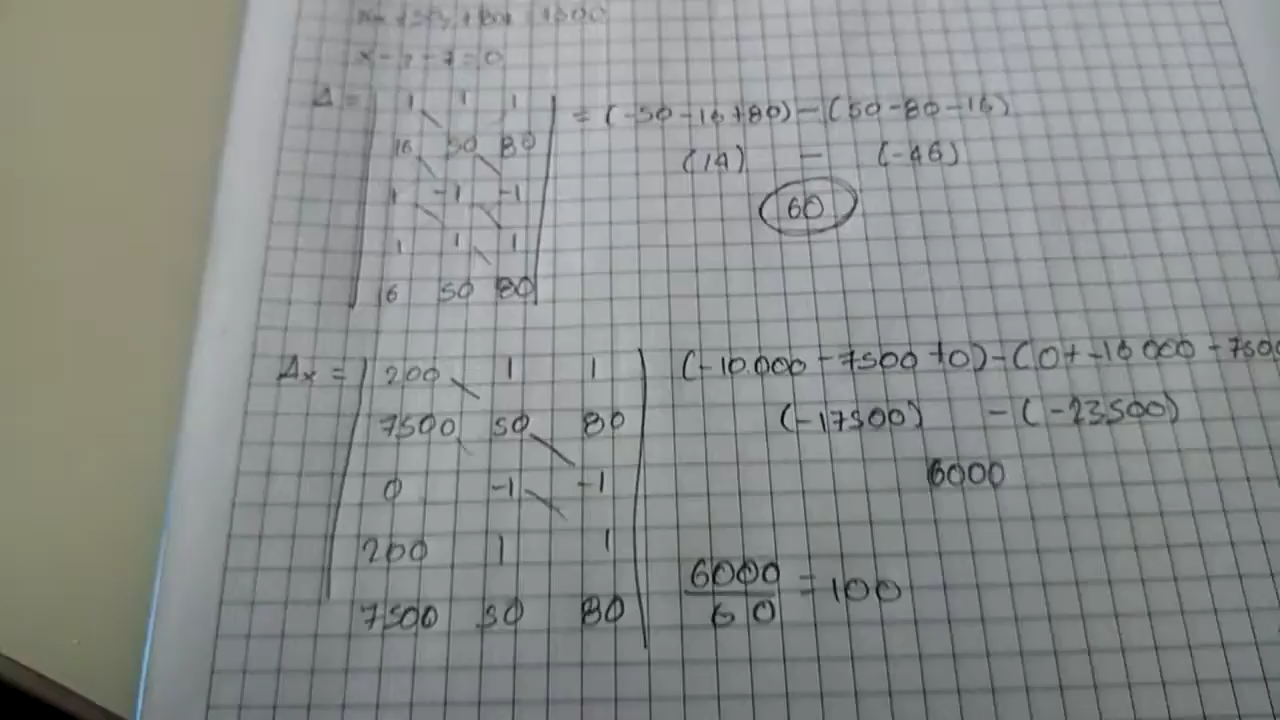 x - y - z = 0
Δ = | 1 1 1 | = (-50-16+80) - (50-80-16)
16 50 80 (14) - (-46)
1 -1 -1 60
1 1 1
16 50 80
Δx = | 200 1 1 | (-10.000 - 7500 + 0) - (0 + -16 000 - 7500
7500 50 80 (-17500) - (-23500)
0 -1 -1 6000
200 1 1
7500 50 80 6000/60 = 100